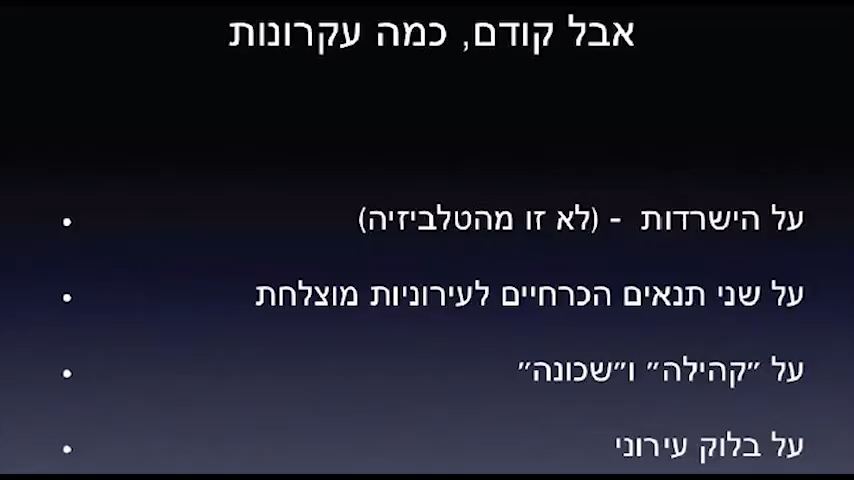 אבל קודם, כמה עקרונות
על הישרדות - (לא זו מהטלביזיה)
על שני תנאים הכרחיים לעירוניות מוצלחת
על ״קהילה״ ו״שכונה״
על בלוק עירוני